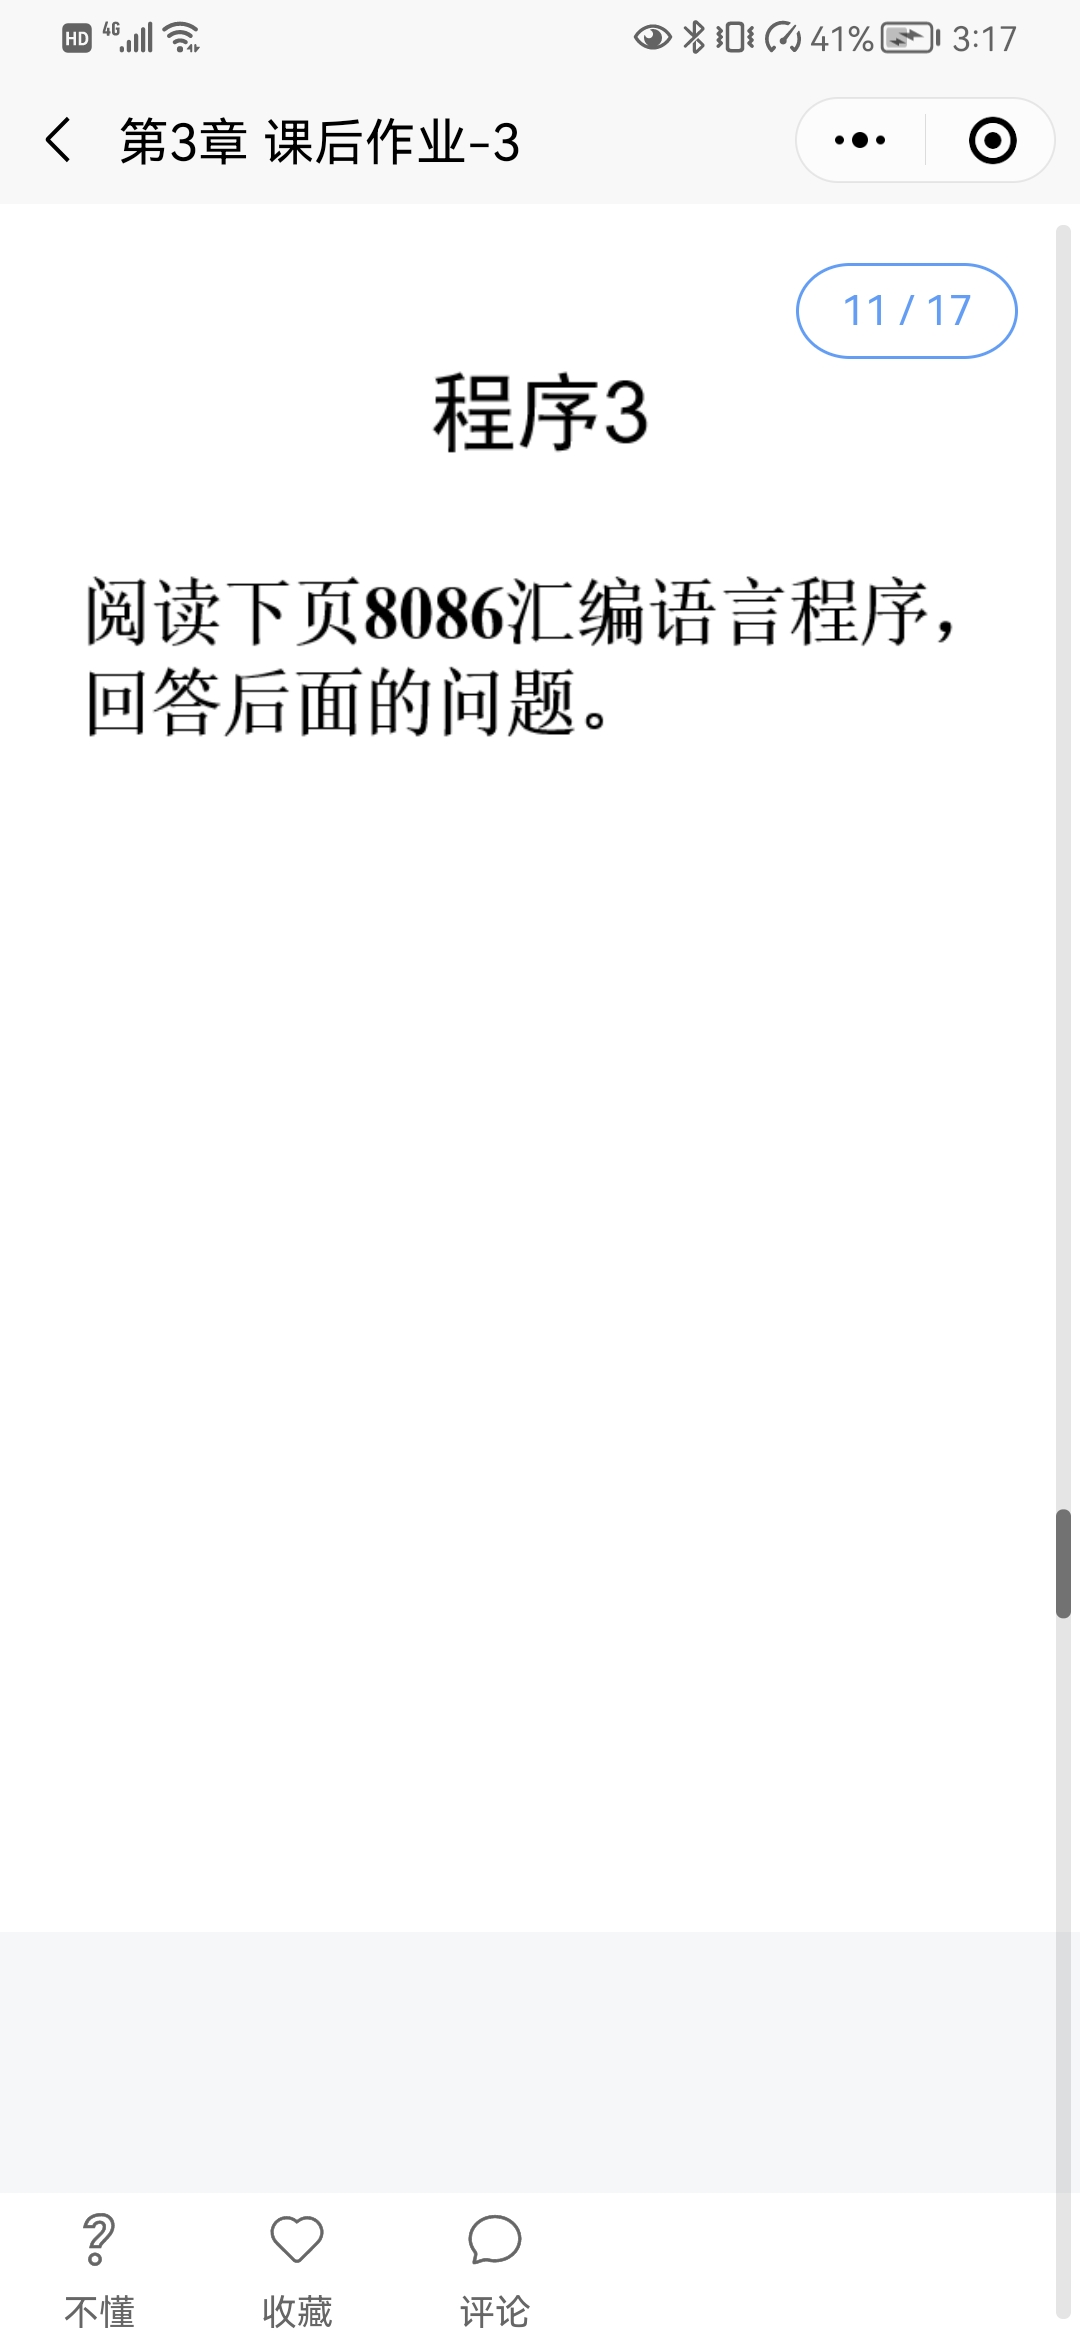 HD 4G 41% 3:17
第3章 课后作业-3
11 / 17
程序3
阅读下页8086汇编语言程序，
回答后面的问题。
不懂 收藏 评论